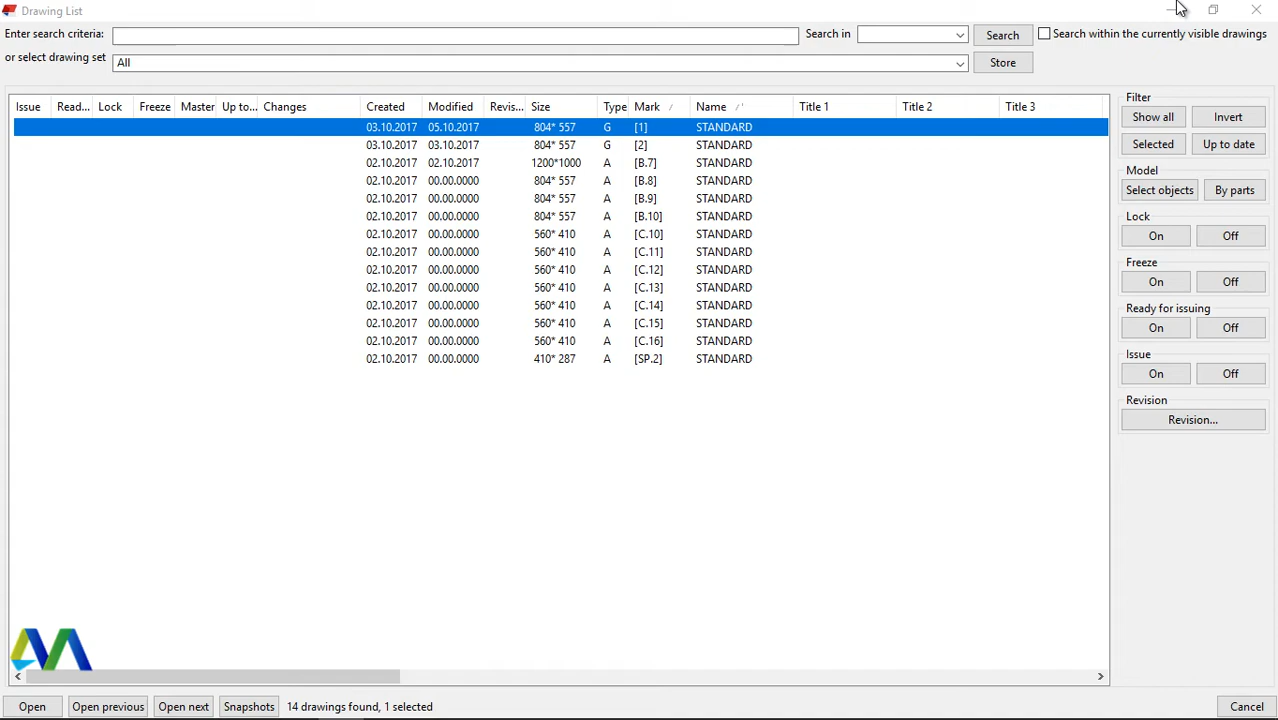 Drawing List
Enter search criteria: Search in Search Search within the currently visible drawings
or select drawing set All Store
Issue Read... Lock Freeze Master Up to... Changes Created Modified Revis... Size Type Mark Name Title 1 Title 2 Title 3
03.10.2017 05.10.2017 804* 557 G [1] STANDARD
03.10.2017 03.10.2017 804* 557 G [2] STANDARD
02.10.2017 02.10.2017 1200*1000 A [B.7] STANDARD
02.10.2017 00.00.0000 804* 557 A [B.8] STANDARD
02.10.2017 00.00.0000 804* 557 A [B.9] STANDARD
02.10.2017 00.00.0000 804* 557 A [B.10] STANDARD
02.10.2017 00.00.0000 560* 410 A [C.10] STANDARD
02.10.2017 00.00.0000 560* 410 A [C.11] STANDARD
02.10.2017 00.00.0000 560* 410 A [C.12] STANDARD
02.10.2017 00.00.0000 560* 410 A [C.13] STANDARD
02.10.2017 00.00.0000 560* 410 A [C.14] STANDARD
02.10.2017 00.00.0000 560* 410 A [C.15] STANDARD
02.10.2017 00.00.0000 560* 410 A [C.16] STANDARD
02.10.2017 00.00.0000 410* 287 A [SP.2] STANDARD
Filter
Show all Invert
Selected Up to date
Model
Select objects By parts
Lock
On Off
Freeze
On Off
Ready for issuing
On Off
Issue
On Off
Revision
Revision...
Open Open previous Open next Snapshots 14 drawings found, 1 selected Cancel